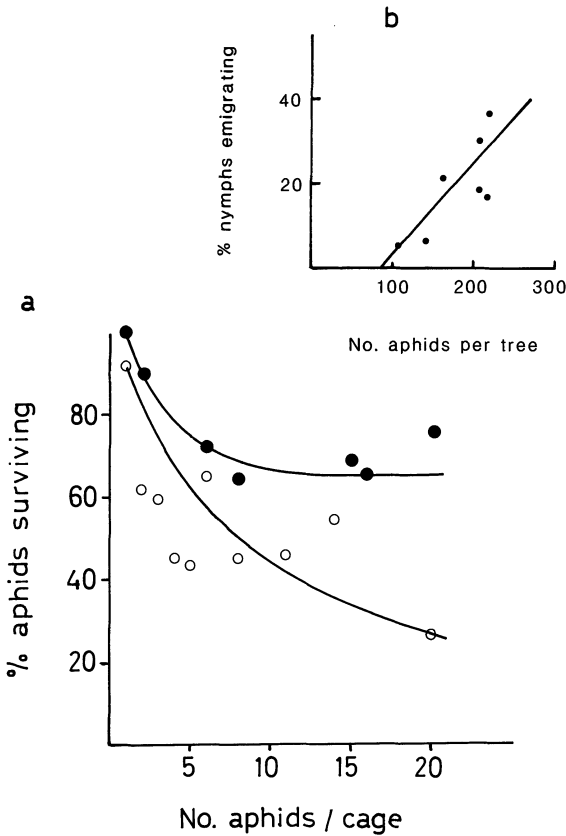 b
% nymphs emigrating
40
20
100 200 300
No. aphids per tree
a
% aphids surviving
80
60
40
20
5 10 15 20
No. aphids / cage